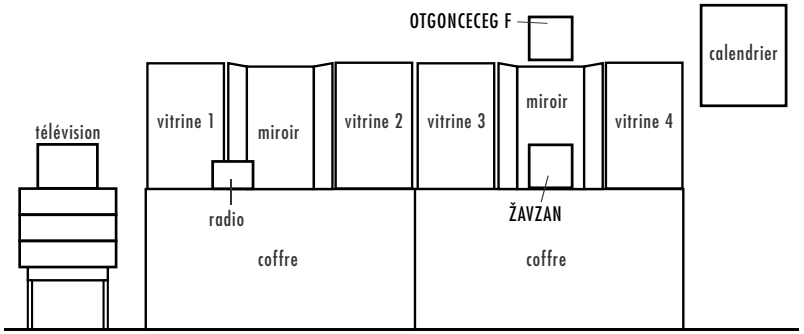 OTGONCECEG F
calendrier
télévision
vitrine 1
miroir
vitrine 2
vitrine 3
miroir
vitrine 4
radio
ŽAVZAN
coffre
coffre